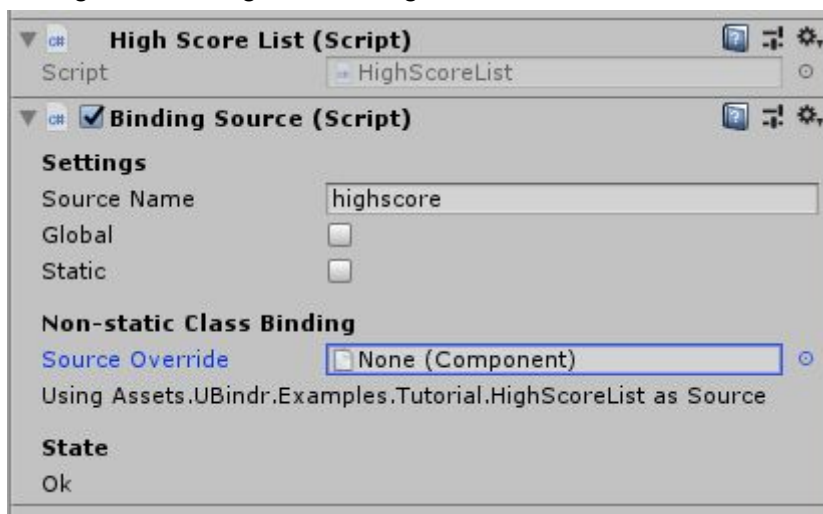 High Score List (Script)
Script HighScoreList
Binding Source (Script)
Settings
Source Name highscore
Global
Static
Non-static Class Binding
Source Override None (Component)
Using Assets.UBindr.Examples.Tutorial.HighScoreList as Source
State
Ok